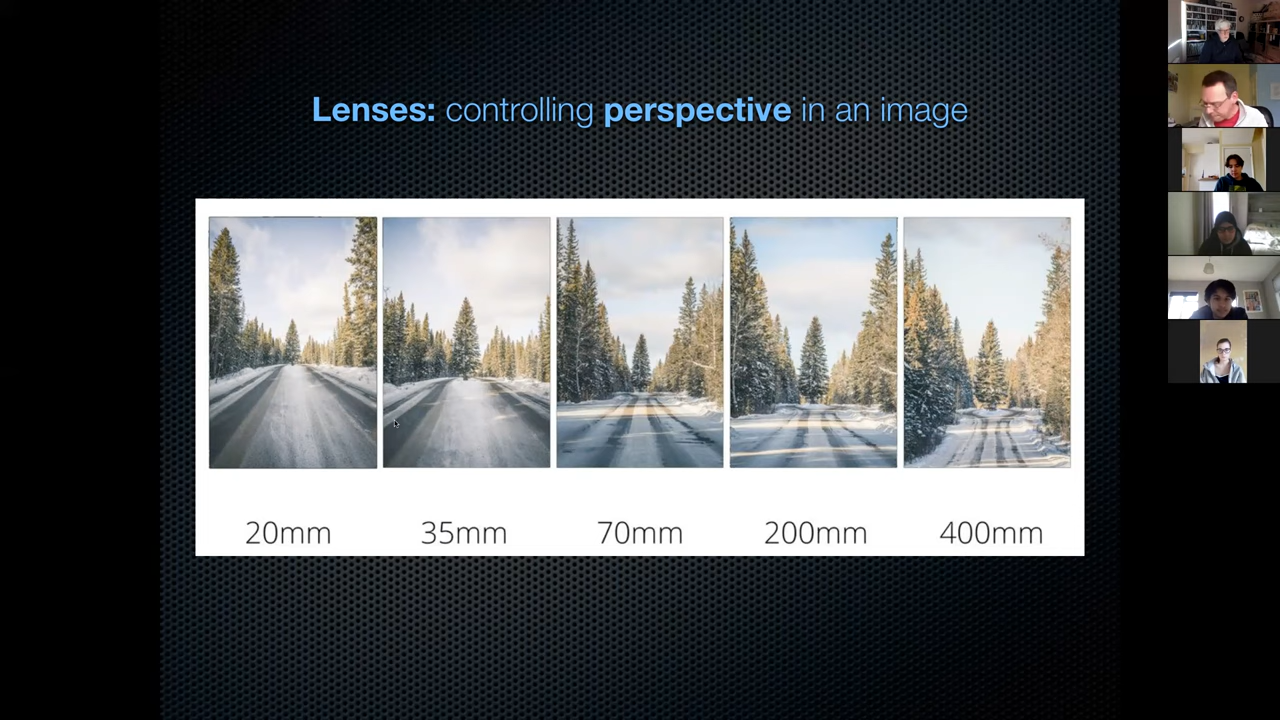 Lenses: controlling perspective in an image
20mm
35mm
70mm
200mm
400mm